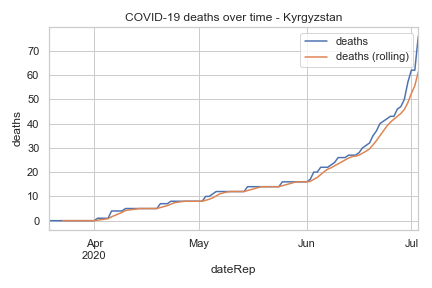 COVID-19 deaths over time - Kyrgyzstan
deaths
deaths (rolling)
70
60
50
40
30
20
10
0
deaths
Apr
2020
May
Jun
Jul
dateRep